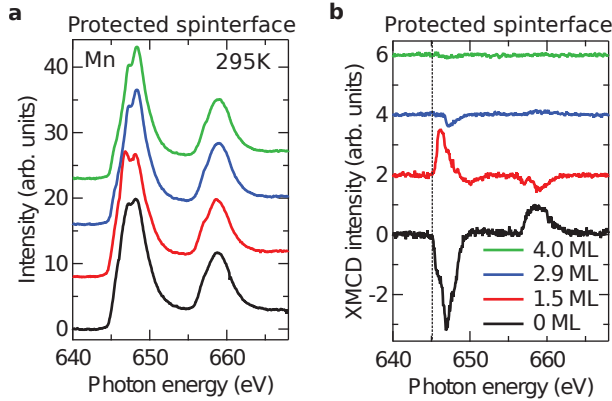 a
Protected spinterface
Mn
295K
40
30
20
10
0
Intensity (arb. units)
640
650
660
Photon energy (eV)
b
Protected spinterface
6
4
2
0
-2
XMCD intensity (arb. units)
4.0 ML
2.9 ML
1.5 ML
0 ML
640
650
660
Photon energy (eV)